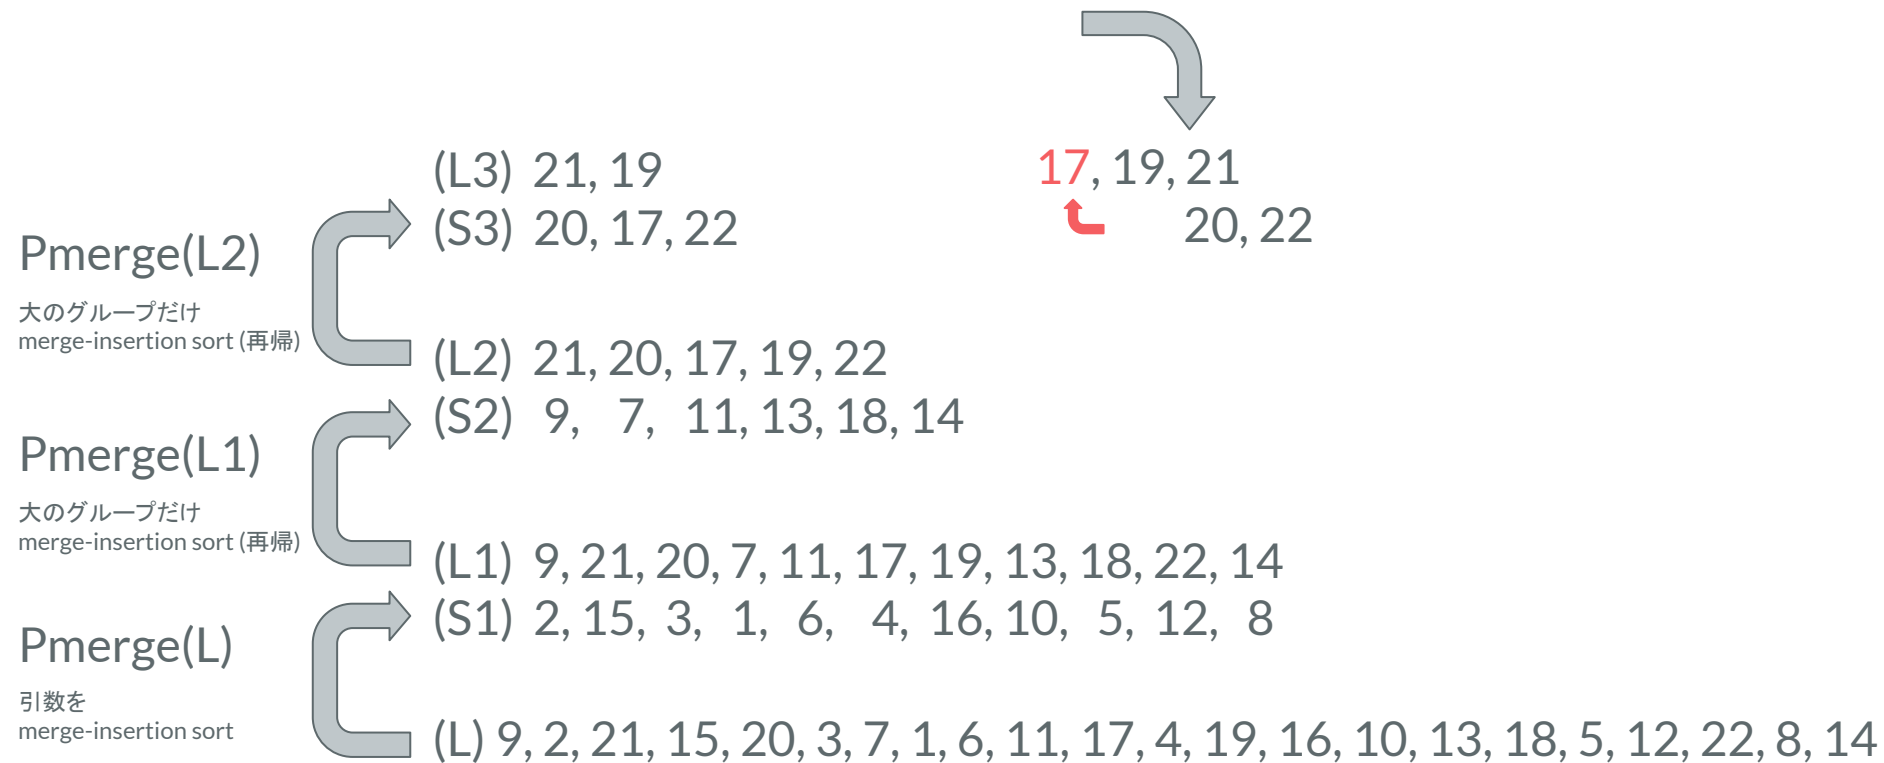 (L3) 21, 19
17, 19, 21
(S3) 20, 17, 22
20, 22
Pmerge(L2)
大のグループだけ
merge-insertion sort (再帰)
(L2) 21, 20, 17, 19, 22
(S2) 9, 7, 11, 13, 18, 14
Pmerge(L1)
大のグループだけ
merge-insertion sort (再帰)
(L1) 9, 21, 20, 7, 11, 17, 19, 13, 18, 22, 14
(S1) 2, 15, 3, 1, 6, 4, 16, 10, 5, 12, 8
Pmerge(L)
引数を
merge-insertion sort
(L) 9, 2, 21, 15, 20, 3, 7, 1, 6, 11, 17, 4, 19, 16, 10, 13, 18, 5, 12, 22, 8, 14